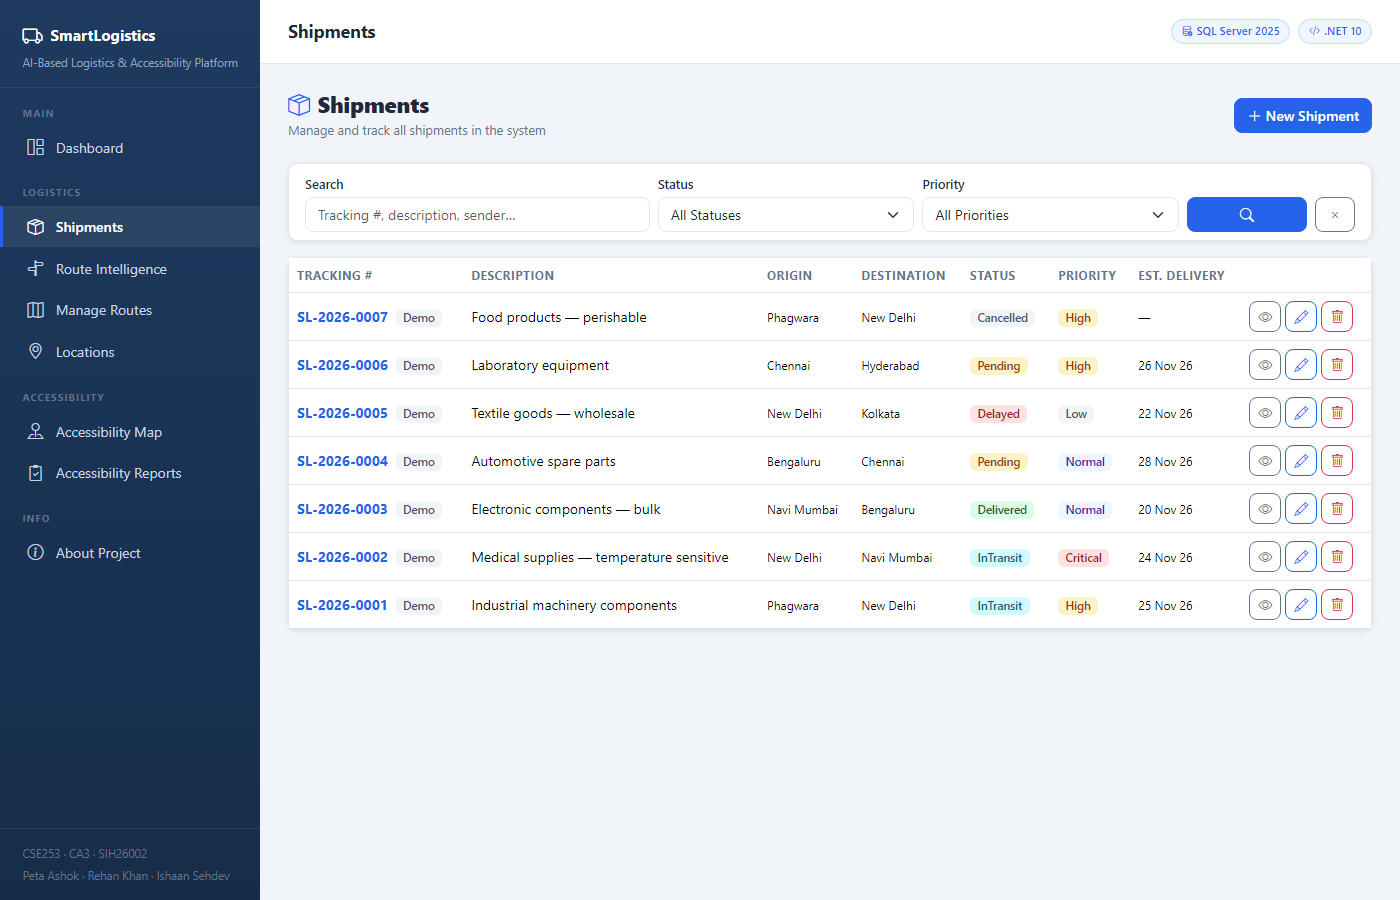 SmartLogistics
AI-Based Logistics & Accessibility Platform
MAIN
Dashboard
LOGISTICS
Shipments
Route Intelligence
Manage Routes
Locations
ACCESSIBILITY
Accessibility Map
Accessibility Reports
INFO
About Project
CSE253 · CA3 · SIH26002
Peta Ashok · Rehan Khan · Ishaan Sehdev
Shipments
SQL Server 2025
</> .NET 10
Shipments
Manage and track all shipments in the system
+ New Shipment
Search
Status
Priority
Tracking #, description, sender...
All Statuses
All Priorities
×
TRACKING # DESCRIPTION ORIGIN DESTINATION STATUS PRIORITY EST. DELIVERY
SL-2026-0007 Demo Food products — perishable Phagwara New Delhi Cancelled High —
SL-2026-0006 Demo Laboratory equipment Chennai Hyderabad Pending High 26 Nov 26
SL-2026-0005 Demo Textile goods — wholesale New Delhi Kolkata Delayed Low 22 Nov 26
SL-2026-0004 Demo Automotive spare parts Bengaluru Chennai Pending Normal 28 Nov 26
SL-2026-0003 Demo Electronic components — bulk Navi Mumbai Bengaluru Delivered Normal 20 Nov 26
SL-2026-0002 Demo Medical supplies — temperature sensitive New Delhi Navi Mumbai InTransit Critical 24 Nov 26
SL-2026-0001 Demo Industrial machinery components Phagwara New Delhi InTransit High 25 Nov 26